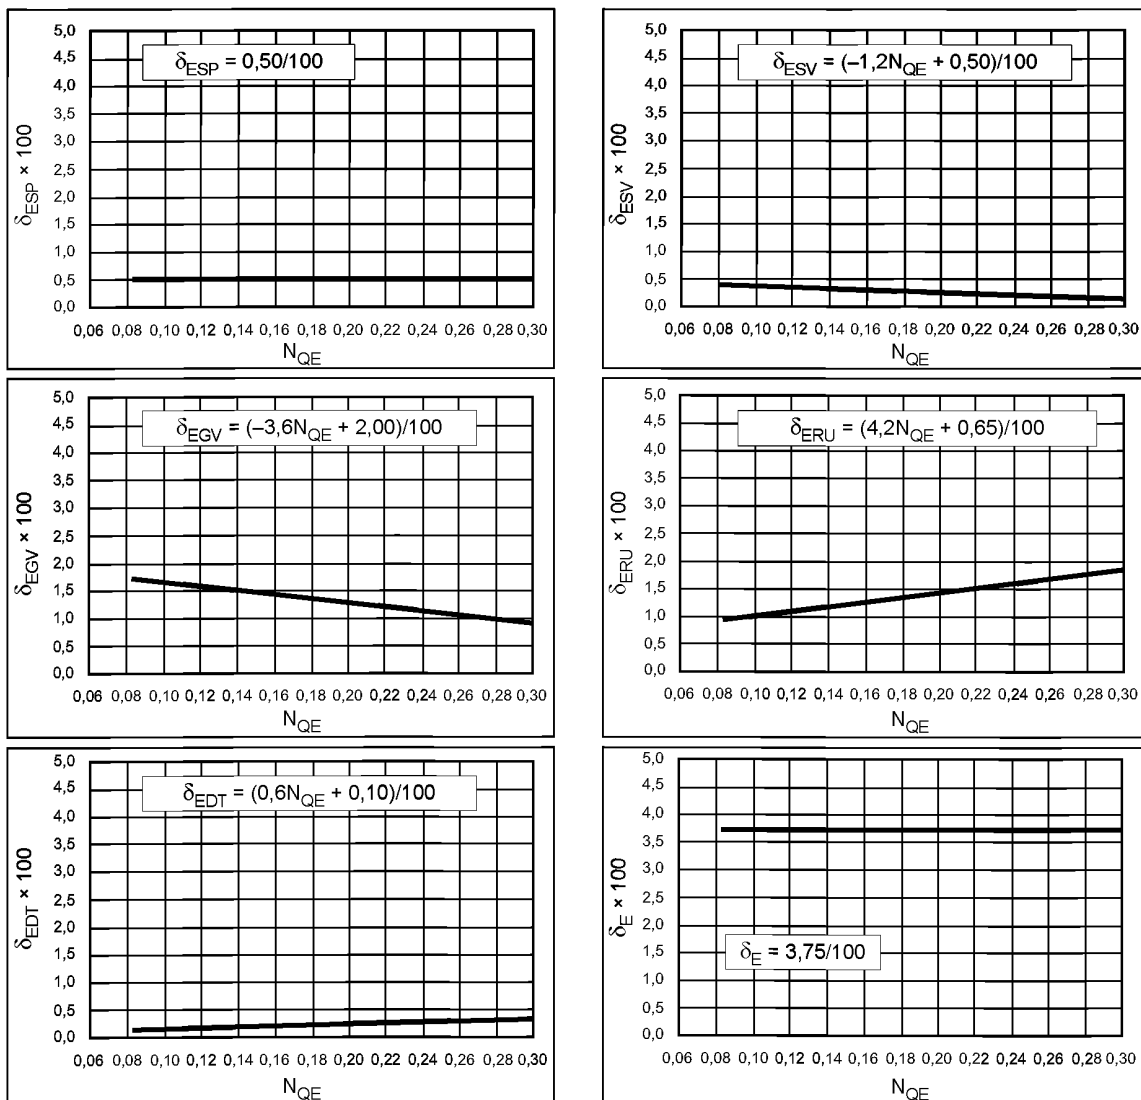 δESP = 0,50/100
δESP × 100
5,0
4,5
4,0
3,5
3,0
2,5
2,0
1,5
1,0
0,5
0,0
0,06 0,08 0,10 0,12 0,14 0,16 0,18 0,20 0,22 0,24 0,26 0,28 0,30
NQE
δESV = (–1,2NQE + 0,50)/100
δESV × 100
5,0
4,5
4,0
3,5
3,0
2,5
2,0
1,5
1,0
0,5
0,0
0,06 0,08 0,10 0,12 0,14 0,16 0,18 0,20 0,22 0,24 0,26 0,28 0,30
NQE
δEGV = (–3,6NQE + 2,00)/100
δEGV × 100
5,0
4,5
4,0
3,5
3,0
2,5
2,0
1,5
1,0
0,5
0,0
0,06 0,08 0,10 0,12 0,14 0,16 0,18 0,20 0,22 0,24 0,26 0,28 0,30
NQE
δERU = (4,2NQE + 0,65)/100
δERU × 100
5,0
4,5
4,0
3,5
3,0
2,5
2,0
1,5
1,0
0,5
0,0
0,06 0,08 0,10 0,12 0,14 0,16 0,18 0,20 0,22 0,24 0,26 0,28 0,30
NQE
δEDT = (0,6NQE + 0,10)/100
δEDT × 100
5,0
4,5
4,0
3,5
3,0
2,5
2,0
1,5
1,0
0,5
0,0
0,06 0,08 0,10 0,12 0,14 0,16 0,18 0,20 0,22 0,24 0,26 0,28 0,30
NQE
δE = 3,75/100
δE × 100
5,0
4,5
4,0
3,5
3,0
2,5
2,0
1,5
1,0
0,5
0,0
0,06 0,08 0,10 0,12 0,14 0,16 0,18 0,20 0,22 0,24 0,26 0,28 0,30
NQE